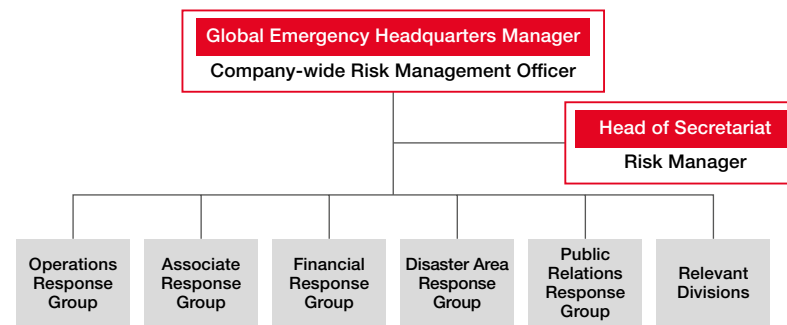 Global Emergency Headquarters Manager
Company-wide Risk Management Officer
Head of Secretariat
Risk Manager
Operations
Response
Group
Associate
Response
Group
Financial
Response
Group
Disaster Area
Response
Group
Public
Relations
Response
Group
Relevant
Divisions